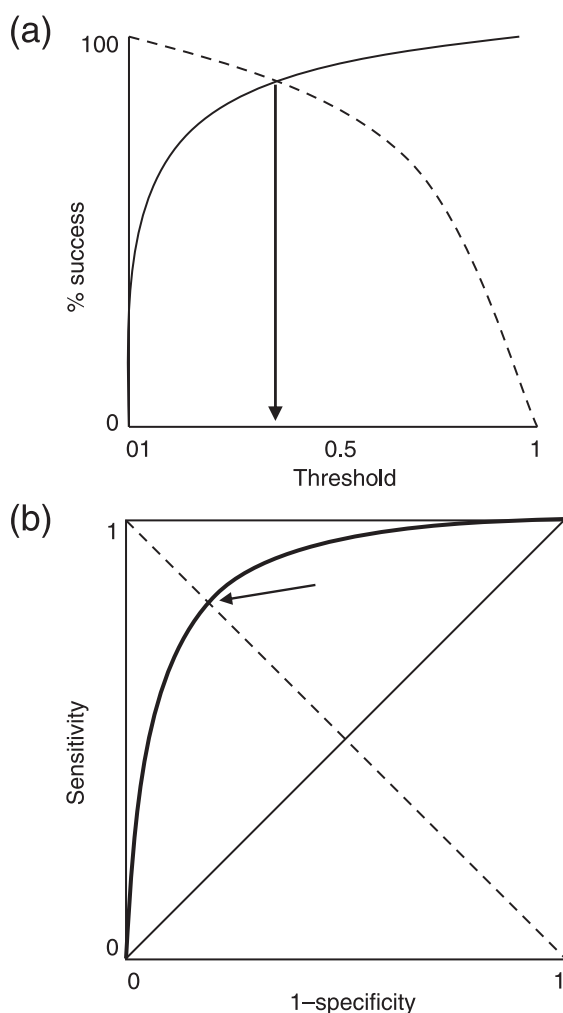 (a)
100
% success
0
01 0.5 1
Threshold
(b)
1
Sensitivity
0
0 1
1–specificity